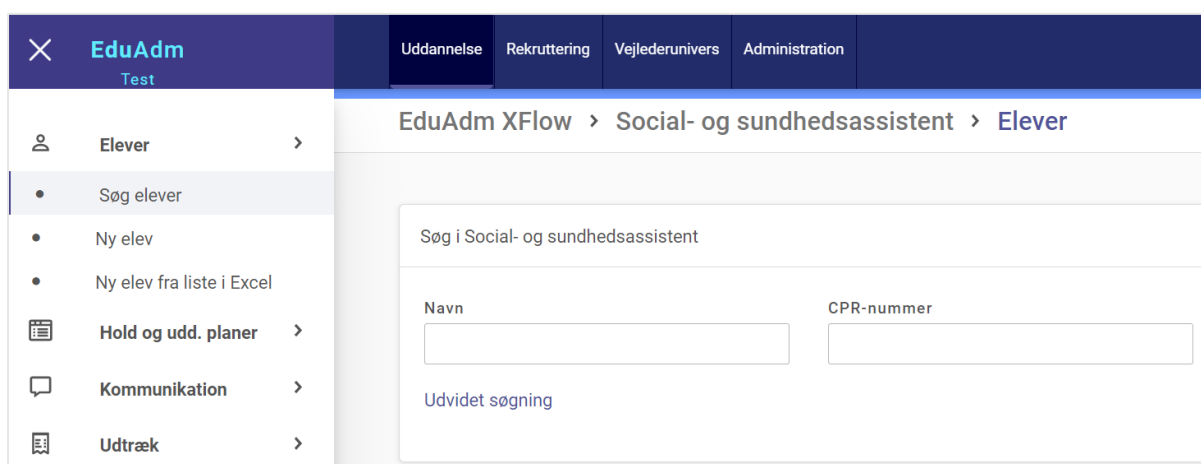 EduAdm
Test
Uddannelse Rekruttering Vejlederunivers Administration
EduAdm XFlow > Social- og sundhedsassistent > Elever
Elever
Søg elever
Ny elev
Ny elev fra liste i Excel
Hold og udd. planer
Kommunikation
Udtræk
Søg i Social- og sundhedsassistent
Navn
CPR-nummer
Udvidet søgning